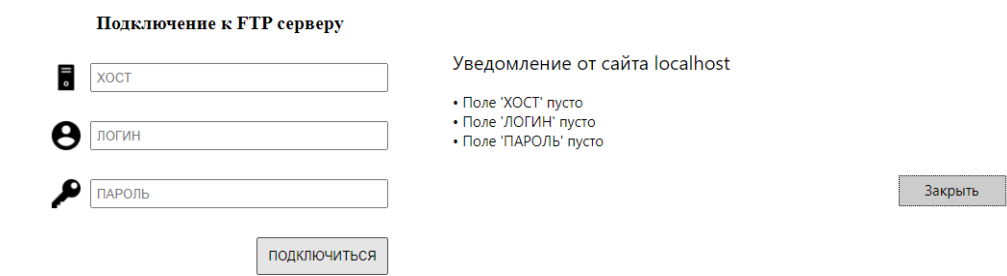 Подключение к FTP серверу
ХОСТ
ЛОГИН
ПАРОЛЬ
ПОДКЛЮЧИТЬСЯ
Уведомление от сайта localhost
• Поле 'ХОСТ' пусто
• Поле 'ЛОГИН' пусто
• Поле 'ПАРОЛЬ' пусто
Закрыть